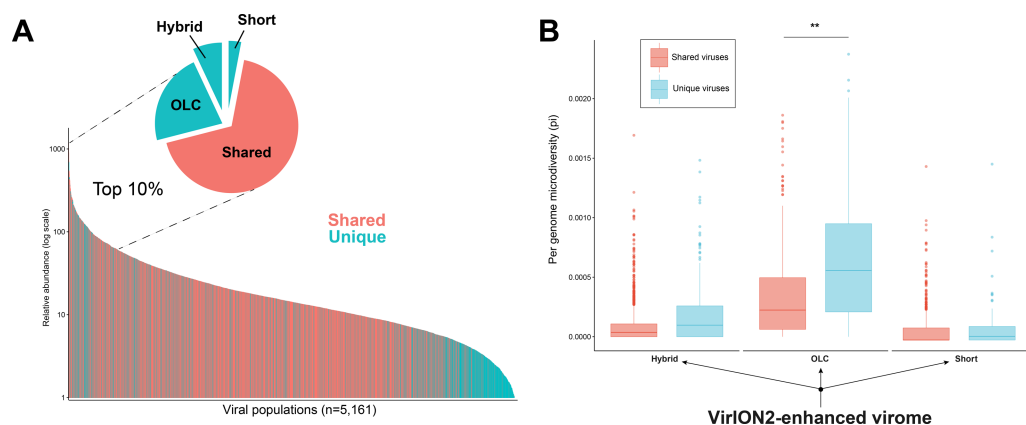 A
Hybrid
Short
OLC
Shared
Top 10%
Shared
Unique
Relative abundance (log scale)
1000
100
10
1
Viral populations (n=5,161)
B
**
Shared viruses
Unique viruses
Per genome microdiversity (pi)
0.0020
0.0015
0.0010
0.0005
0.0000
Hybrid
OLC
Short
VirION2-enhanced virome